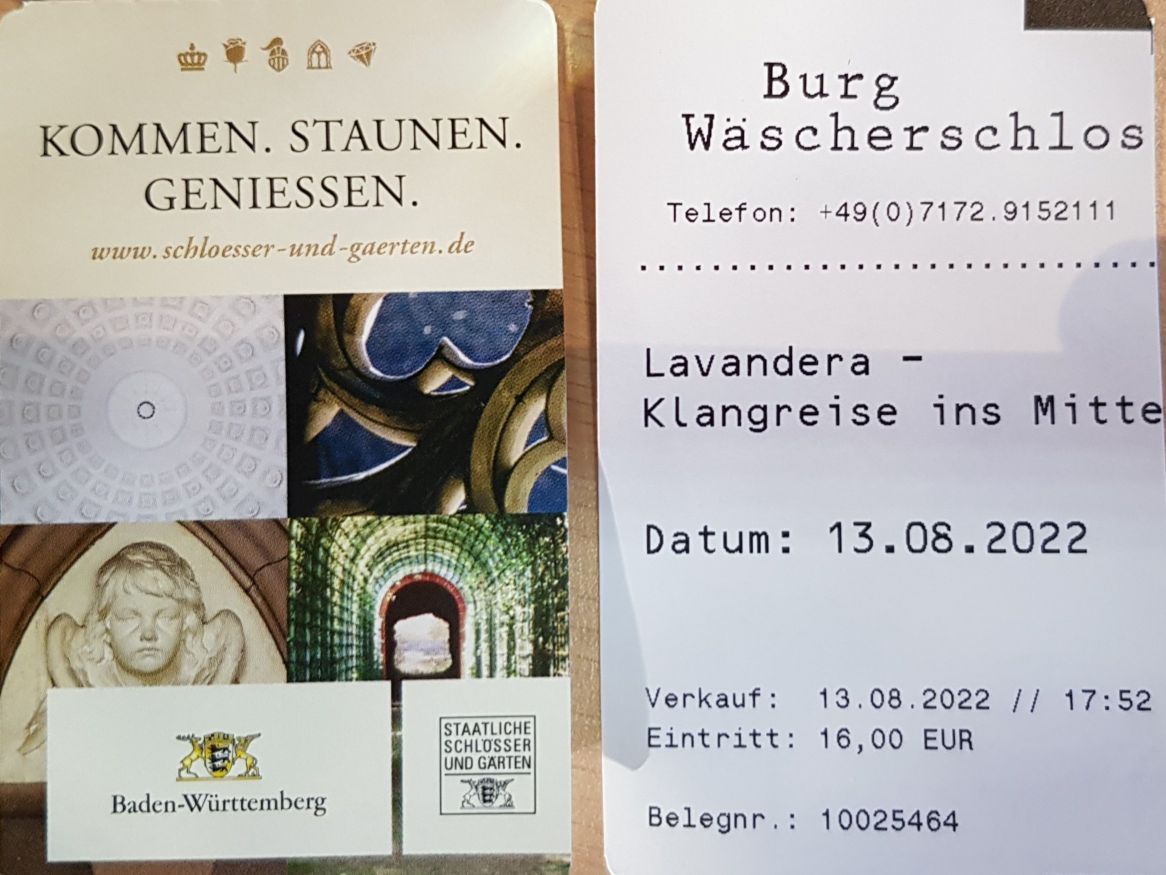 KOMMEN. STAUNEN.
GENIESSEN.
www.schloesser-und-gaerten.de
Baden-Württemberg
STAATLICHE
SCHLÖSSER
UND GÄRTEN
Burg
Wäscherschlos
Telefon: +49(0)7172.9152111
Lavandera –
Klangreise ins Mitte
Datum: 13.08.2022
Verkauf: 13.08.2022 // 17:52
Eintritt: 16,00 EUR
Belegnr.: 10025464